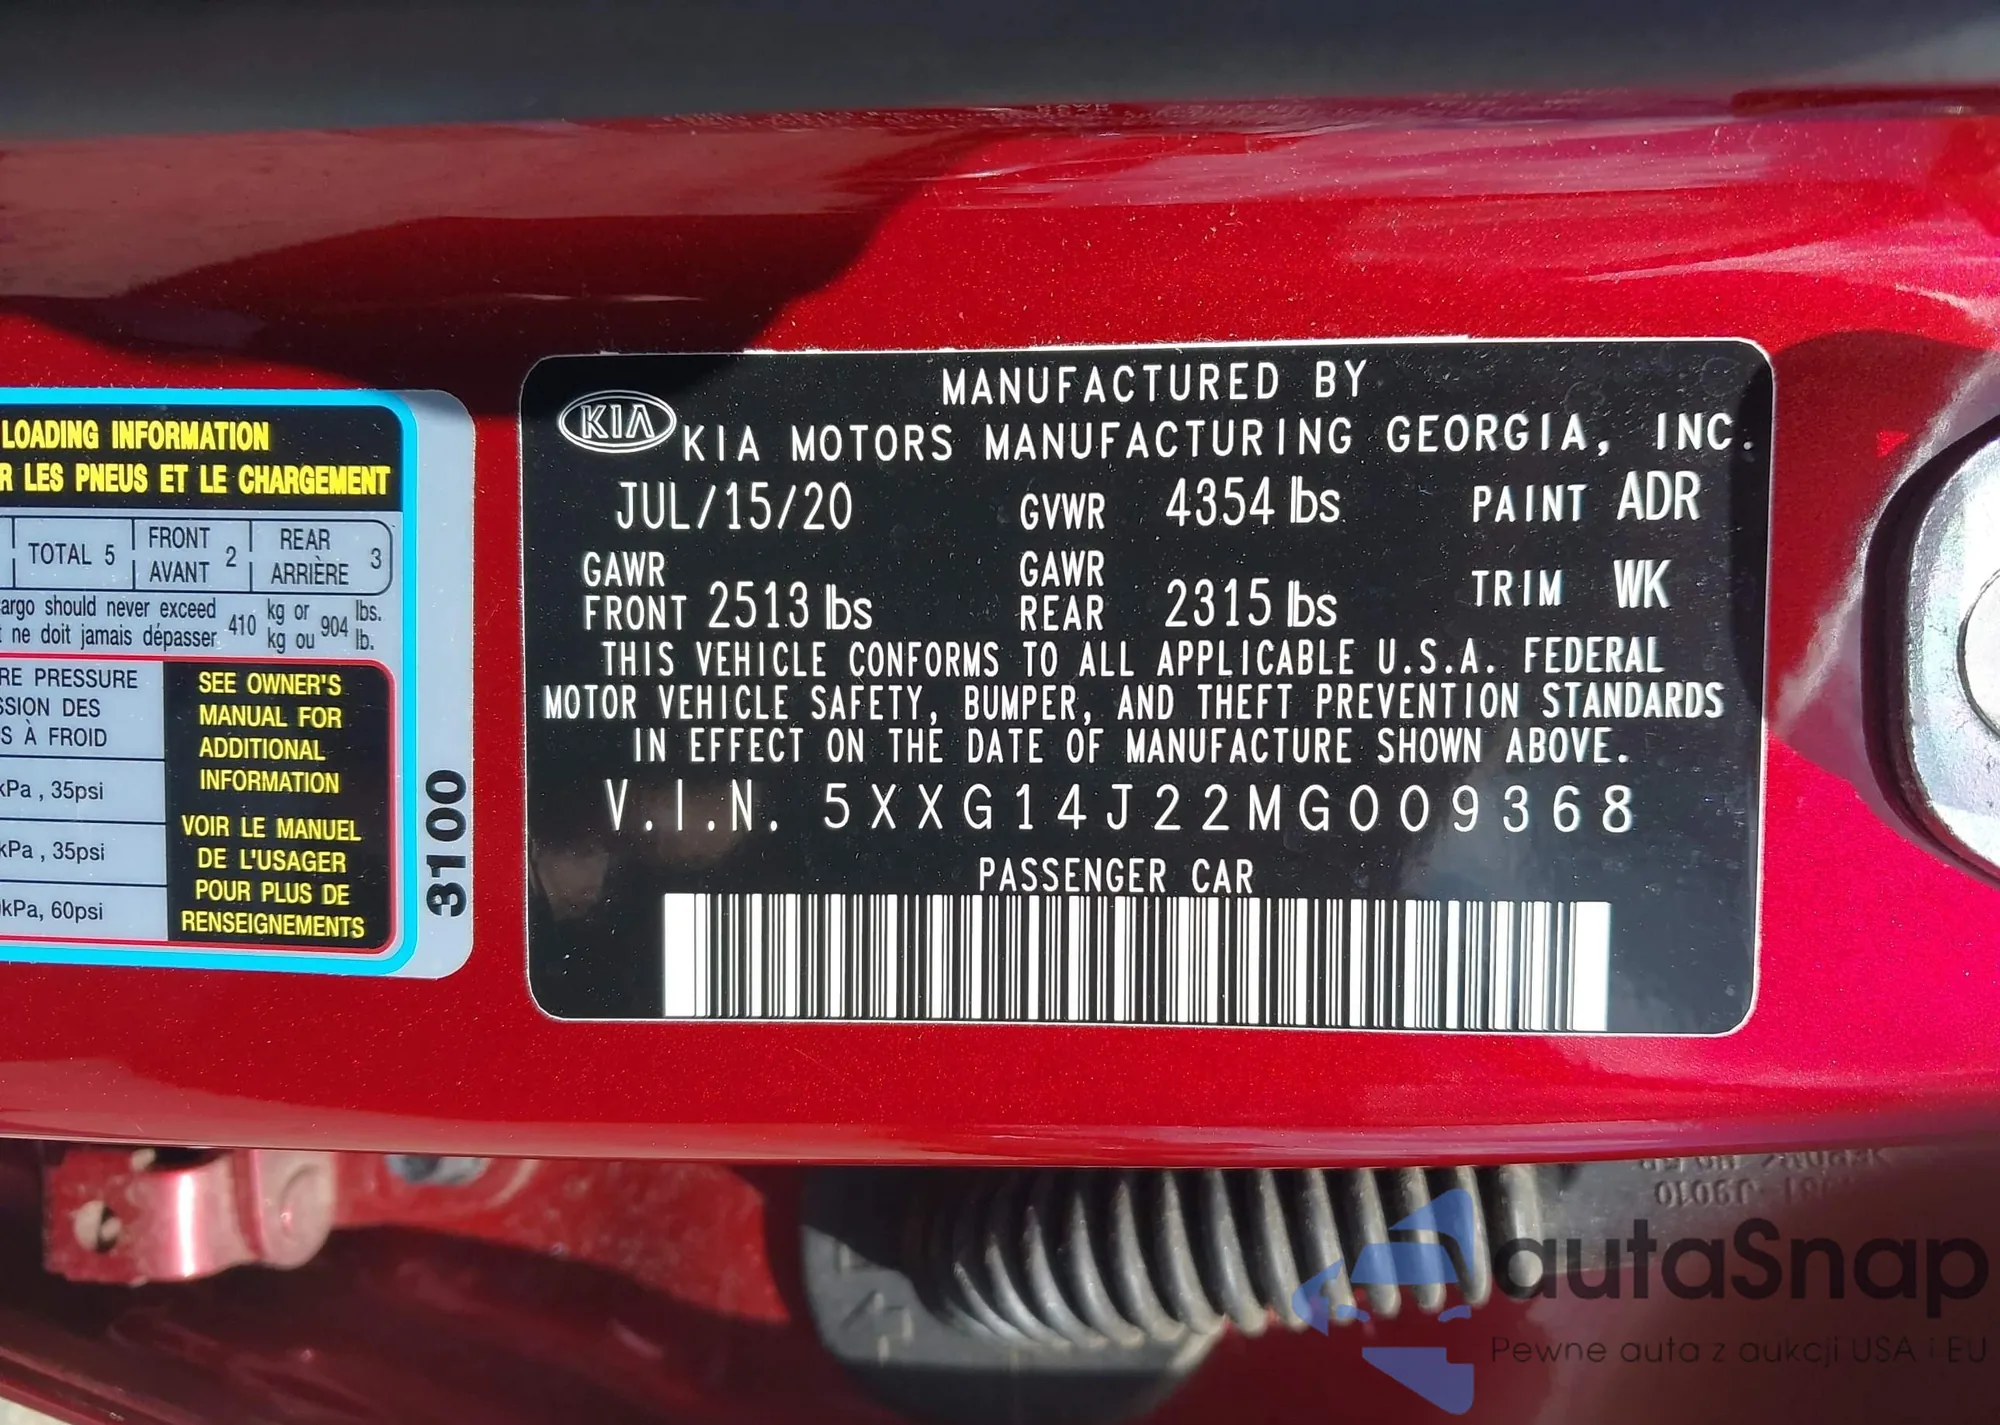 LOADING INFORMATION
R LES PNEUS ET LE CHARGEMENT
TOTAL 5
FRONT
AVANT 2
REAR
ARRIÈRE 3
argo should never exceed 410 kg or 904 lbs.
ne doit jamais dépasser kg ou lb.
RE PRESSURE
SSION DES
S À FROID
kPa , 35psi
kPa , 35psi
kPa, 60psi
SEE OWNER'S
MANUAL FOR
ADDITIONAL
INFORMATION
VOIR LE MANUEL
DE L'USAGER
POUR PLUS DE
RENSEIGNEMENTS
3100
MANUFACTURED BY
KIA KIA MOTORS MANUFACTURING GEORGIA, INC.
JUL/15/20 GVWR 4354 lbs PAINT ADR
GAWR
FRONT 2513 lbs
GAWR
REAR 2315 lbs
TRIM WK
THIS VEHICLE CONFORMS TO ALL APPLICABLE U.S.A. FEDERAL
MOTOR VEHICLE SAFETY, BUMPER, AND THEFT PREVENTION STANDARDS
IN EFFECT ON THE DATE OF MANUFACTURE SHOWN ABOVE.
V.I.N. 5XXG14J22MG009368
PASSENGER CAR
autaSnap
Pewne auta z aukcji USA i EU